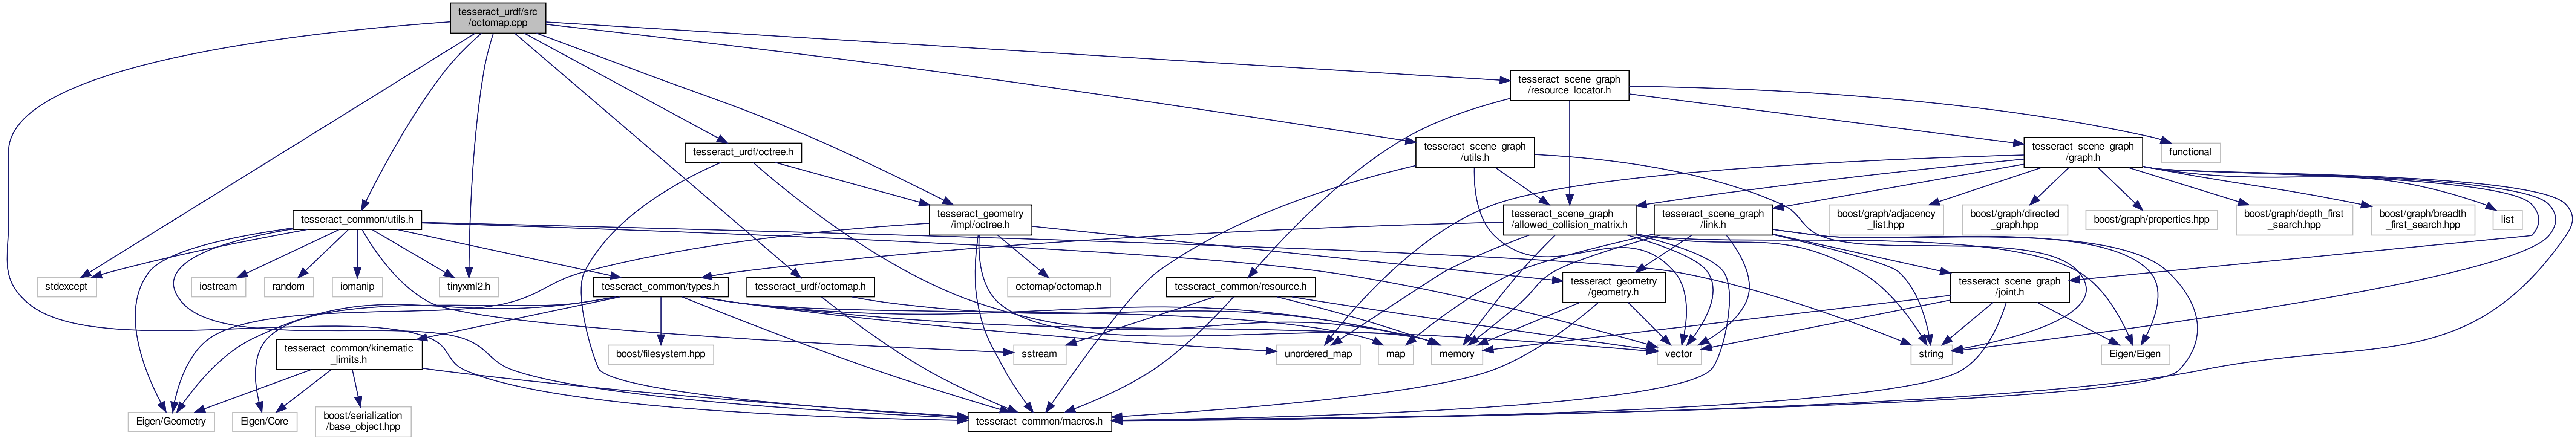 tesseract_urdf/src
/octomap.cpp
tesseract_scene_graph
/resource_locator.h
tesseract_urdf/octree.h
tesseract_scene_graph
/utils.h
tesseract_scene_graph
/graph.h
functional
tesseract_common/utils.h
tesseract_geometry
/impl/octree.h
tesseract_scene_graph
/allowed_collision_matrix.h
tesseract_scene_graph
/link.h
boost/graph/adjacency
_list.hpp
boost/graph/directed
_graph.hpp
boost/graph/properties.hpp
boost/graph/depth_first
_search.hpp
boost/graph/breadth
_first_search.hpp
list
stdexcept
iostream
random
iomanip
tinyxml2.h
tesseract_common/types.h
tesseract_urdf/octomap.h
octomap/octomap.h
tesseract_common/resource.h
tesseract_geometry
/geometry.h
tesseract_scene_graph
/joint.h
tesseract_common/kinematic
_limits.h
boost/filesystem.hpp
sstream
unordered_map
map
memory
vector
string
Eigen/Eigen
Eigen/Geometry
Eigen/Core
boost/serialization
/base_object.hpp
tesseract_common/macros.h